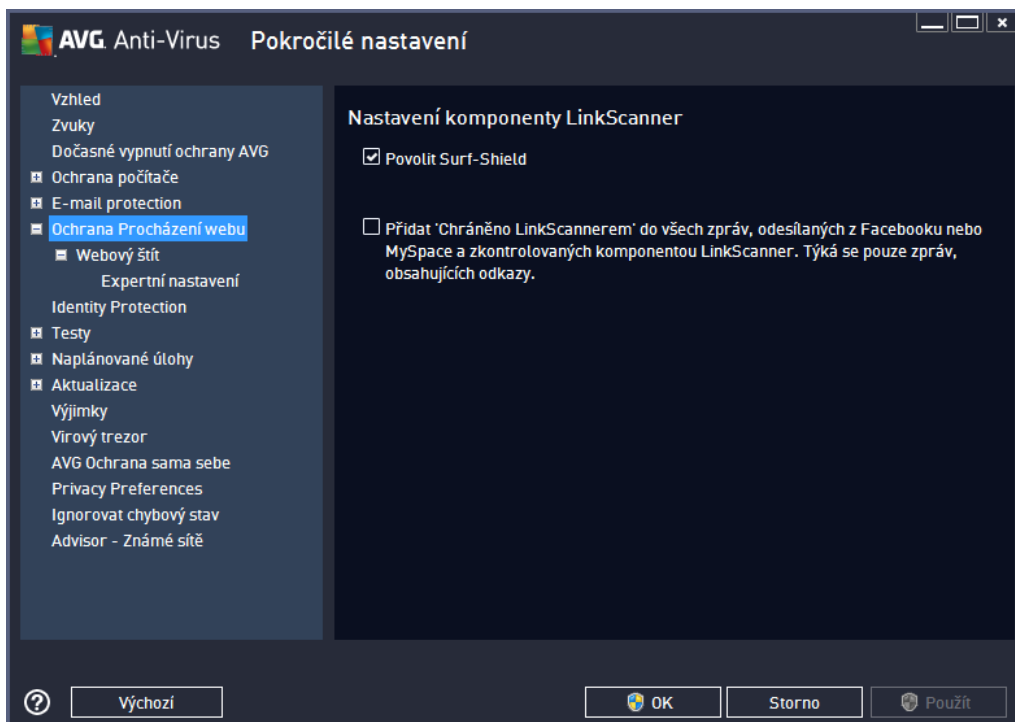 AVG. Anti-Virus Pokročilé nastavení
Vzhled
Zvuky
Dočasné vypnutí ochrany AVG
Ochrana počítače
E-mail protection
Ochrana Procházení webu
Webový štít
Expertní nastavení
Identity Protection
Testy
Naplánované úlohy
Aktualizace
Výjimky
Virový trezor
AVG Ochrana sama sebe
Privacy Preferences
Ignorovat chybový stav
Advisor - Známé sítě
Nastavení komponenty LinkScanner
Povolit Surf-Shield
Přidat 'Chráněno LinkScannerem' do všech zpráv, odesílaných z Facebooku nebo
MySpace a zkontrolovaných komponentou LinkScanner. Týká se pouze zpráv,
obsahujících odkazy.
Výchozí
OK
Storno
Použít